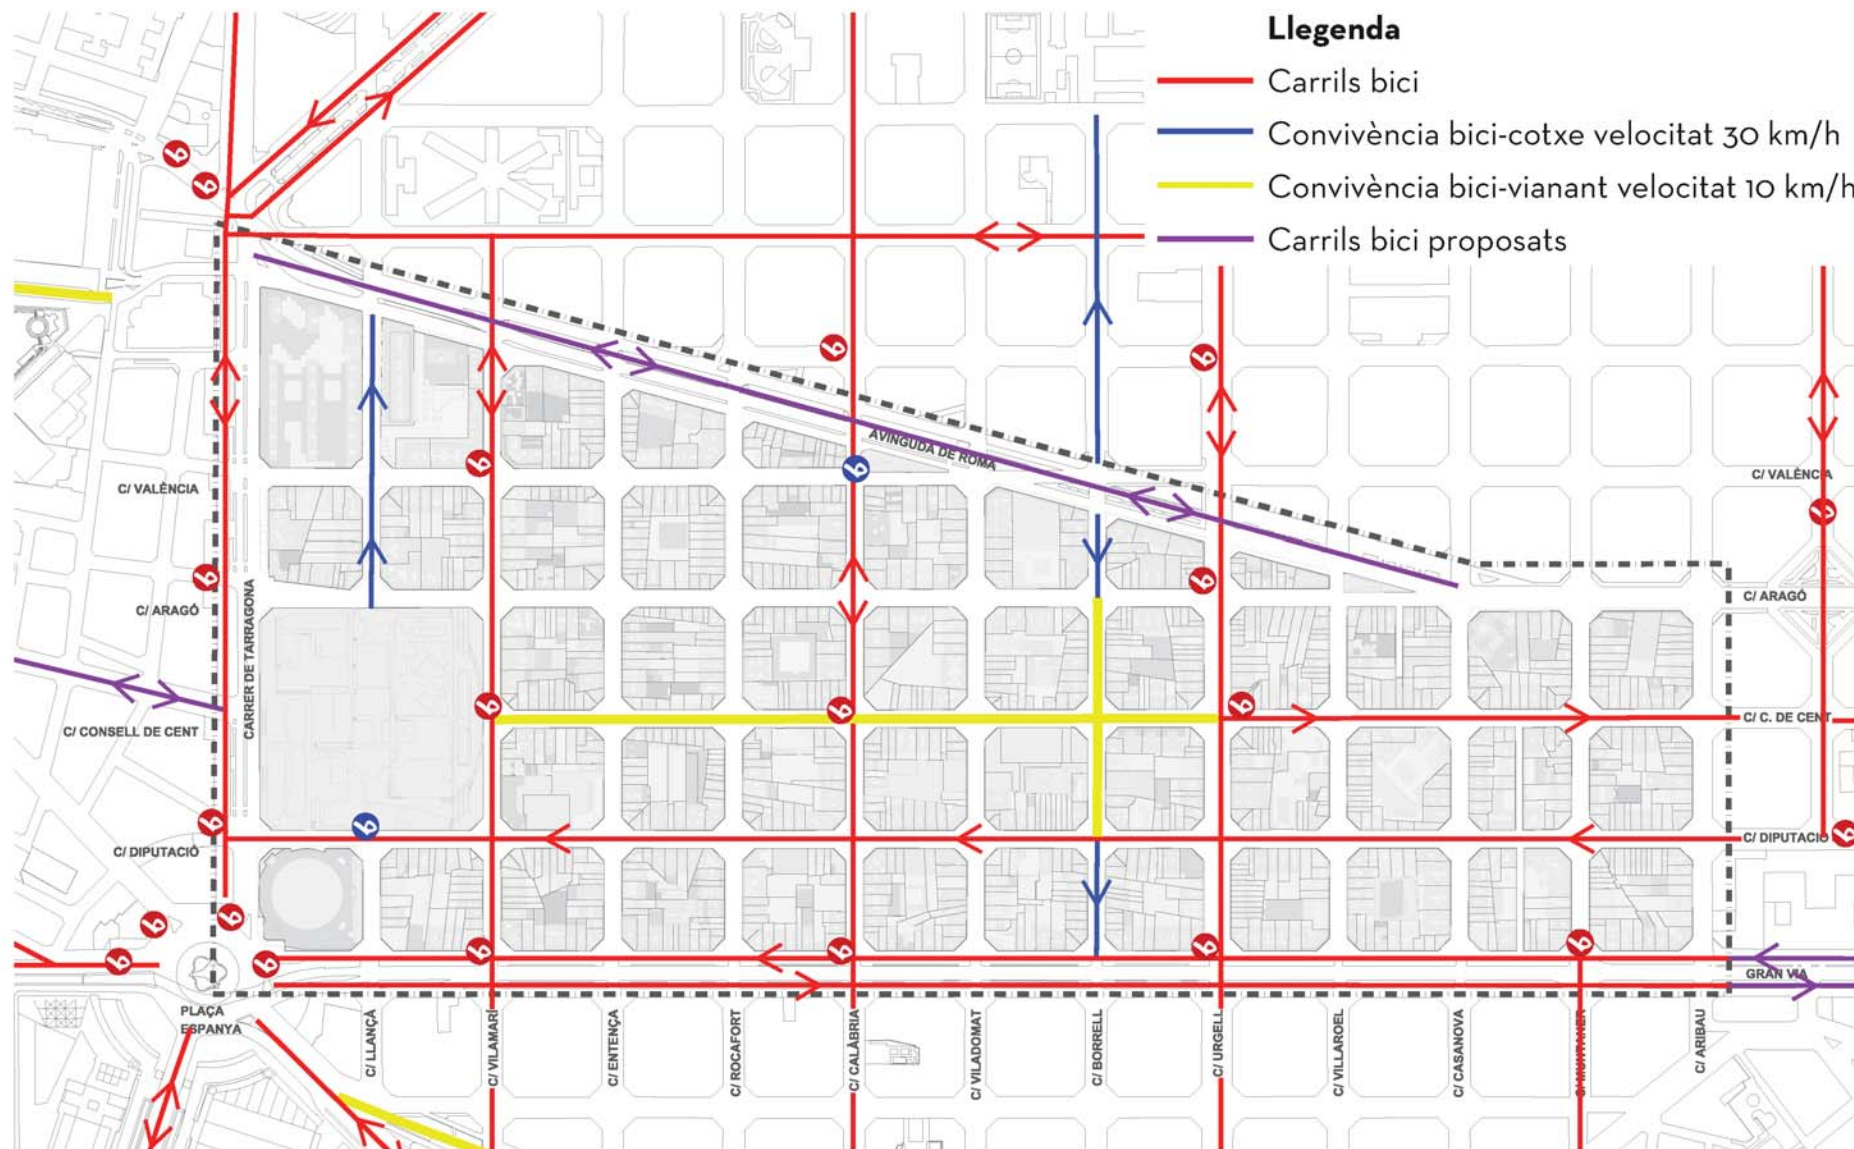 Llegenda
Carrils bici
Convivència bici-cotxe velocitat 30 km/h
Convivència bici-vianant velocitat 10 km/h
Carrils bici proposats
AVINGUDA DE ROMA
C/ VALÈNCIA
C/ VALÈNCIA
C/ ARAGÓ
C/ ARAGÓ
CARRER DE TARRAGONA
C/ CONSELL DE CENT
C/ C. DE CENT
C/ DIPUTACIÓ
C/ DIPUTACIÓ
GRAN VIA
PLAÇA
ESPANYA
C/ LLANÇÀ
C/ VILAMARÍ
C/ ENTENÇA
C/ ROCAFORT
C/ CALÀBRIA
C/ VILADOMAT
C/ BORRELL
C/ URGELL
C/ VILLAROEL
C/ CASANOVA
C/ MUNTANER
C/ ARIBAU